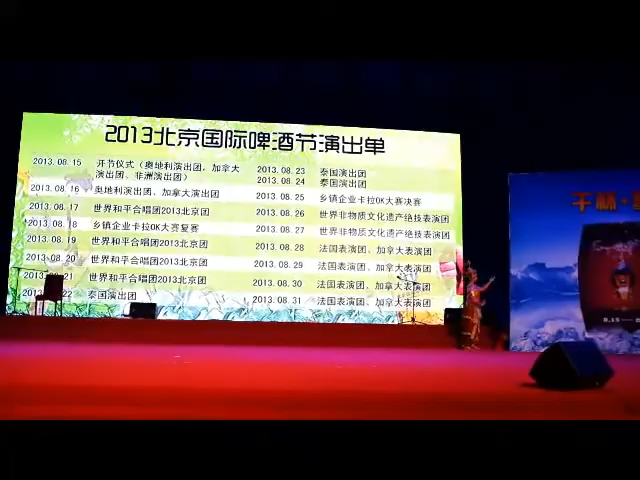 2013北京国际啤酒节演出单
2013.08.15 开节仪式（奥地利演出团，加拿大
演出团、非洲演出团）
2013.08.16 奥地利演出团、加拿大演出团
2013.08.17 世界和平合唱团2013北京团
2013.08.18 乡镇企业卡拉OK大赛复赛
2013.08.19 世界和平合唱团2013北京团
2013.08.20 世界和平合唱团2013北京团
2013.08.21 世界和平合唱团2013北京团
22 泰国演出团
2013.08.23 泰国演出团
2013.08.24 泰国演出团
2013.08.25 乡镇企业卡拉OK大赛决赛
2013.08.26 世界非物质文化遗产绝技表演团
2013.08.27 世界非物质文化遗产绝技表演团
2013.08.28 法国表演团、加拿大表演团
2013.08.29 法国表演团、加拿大表演团
2013.08.30 法国表演团、加拿大表演团
2013.08.31 法国表演团、加拿大表演团
千杯